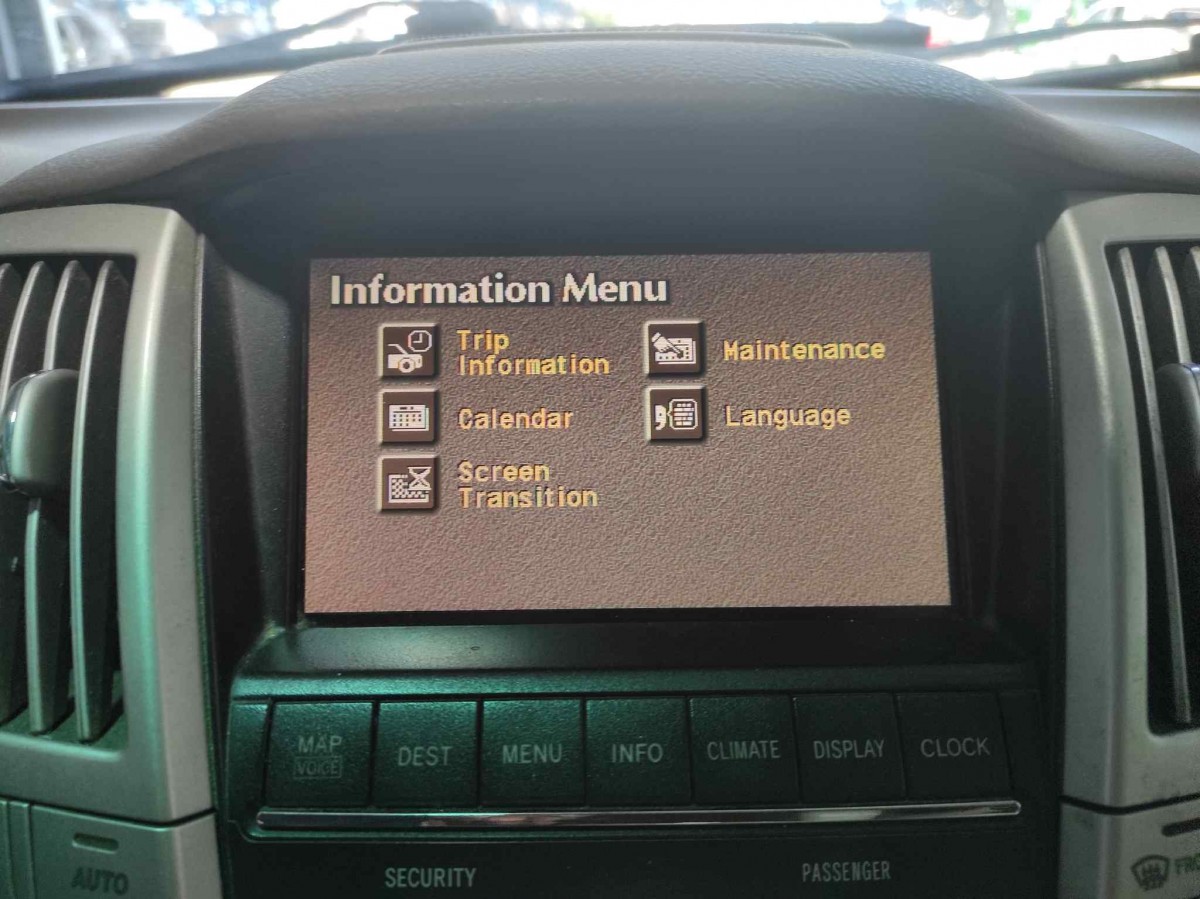 Information Menu
Trip
Information
Maintenance
Calendar
Language
Screen
Transition
MAP
VOICE
DEST
MENU
INFO
CLIMATE
DISPLAY
CLOCK
AUTO
SECURITY
PASSENGER